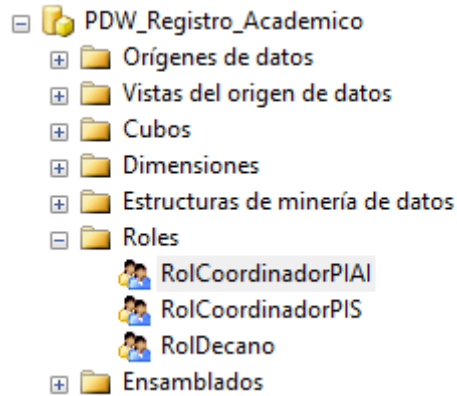 PDW_Registro_Academico
Orígenes de datos
Vistas del origen de datos
Cubos
Dimensiones
Estructuras de minería de datos
Roles
RolCoordinadorPIAI
RolCoordinadorPIS
RolDecano
Ensamblados